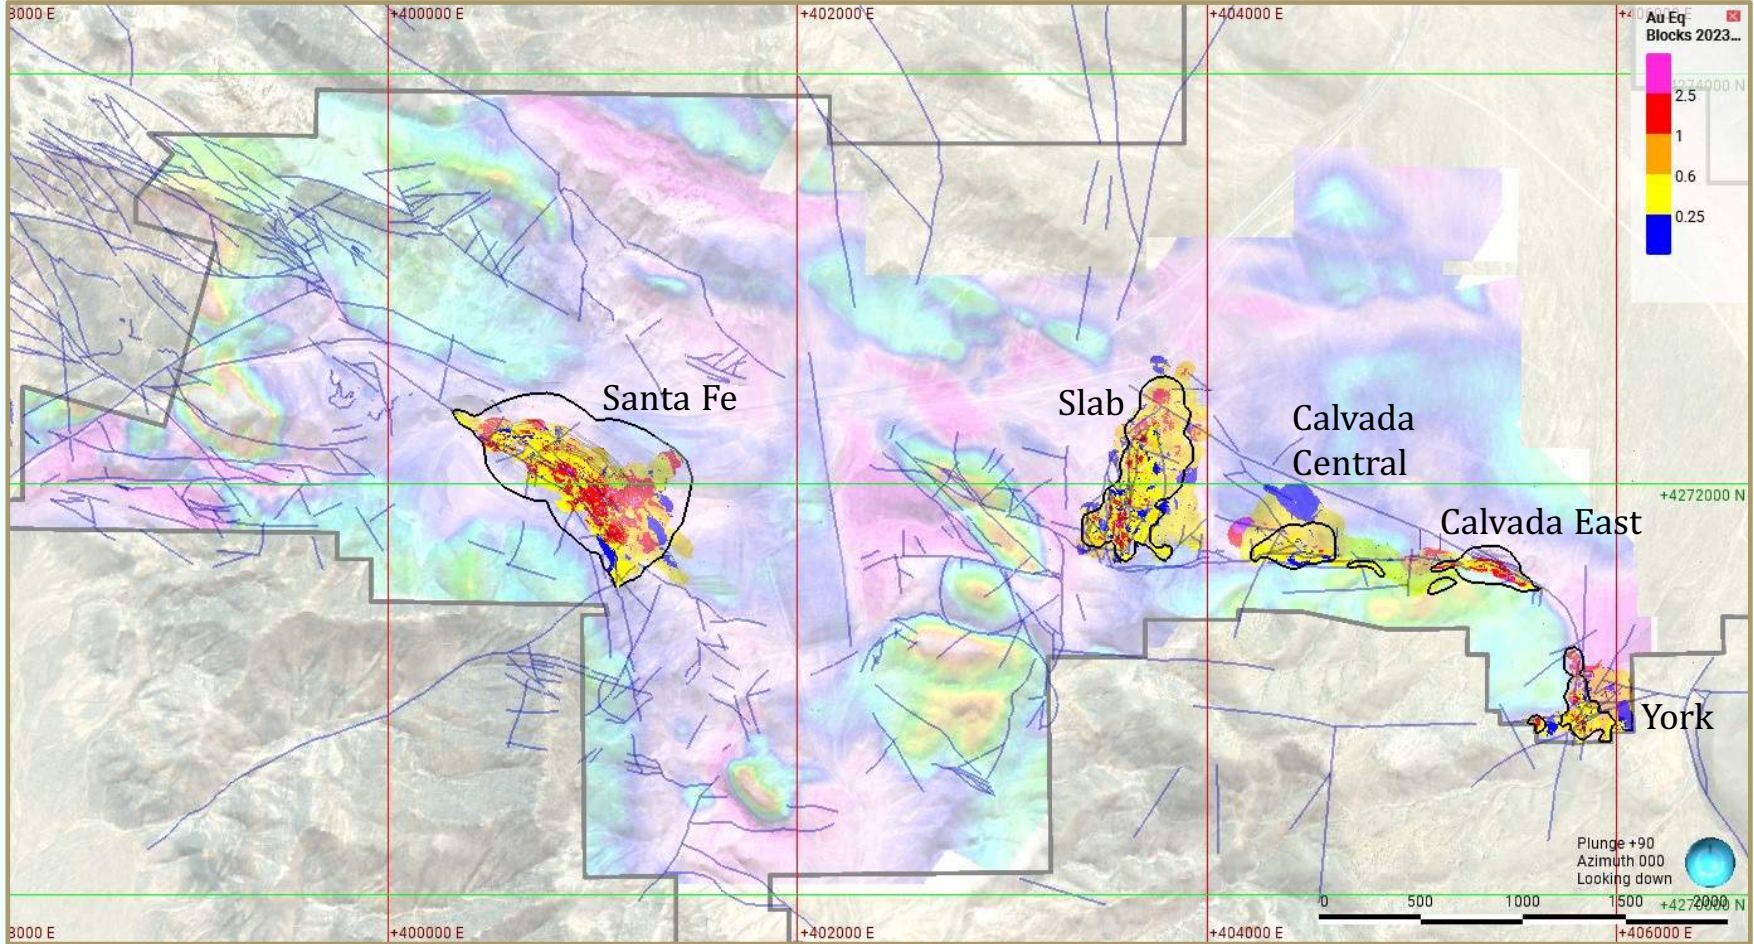 3000 E
+400000 E
+402000 E
+404000 E
Au Eq
Blocks 2023...
+4274000 N
2.5
1
0.6
0.25
Santa Fe
Slab
Calvada
Central
+4272000 N
Calvada East
York
Plunge +90
Azimuth 000
Looking down
0 500 1000 1500 2000
+4270000 N
3000 E
+400000 E
+402000 E
+404000 E
+406000 E